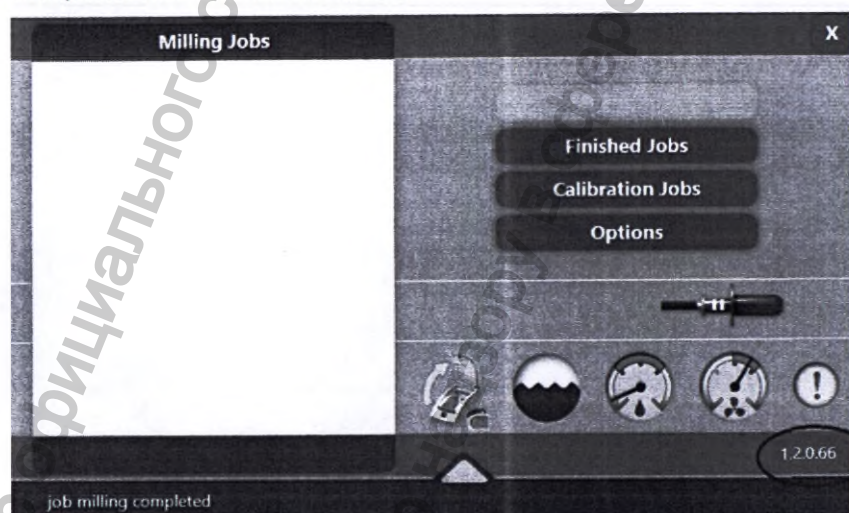 Milling Jobs
X
Finished Jobs
Calibration Jobs
Options
1.2.0.66
job milling completed